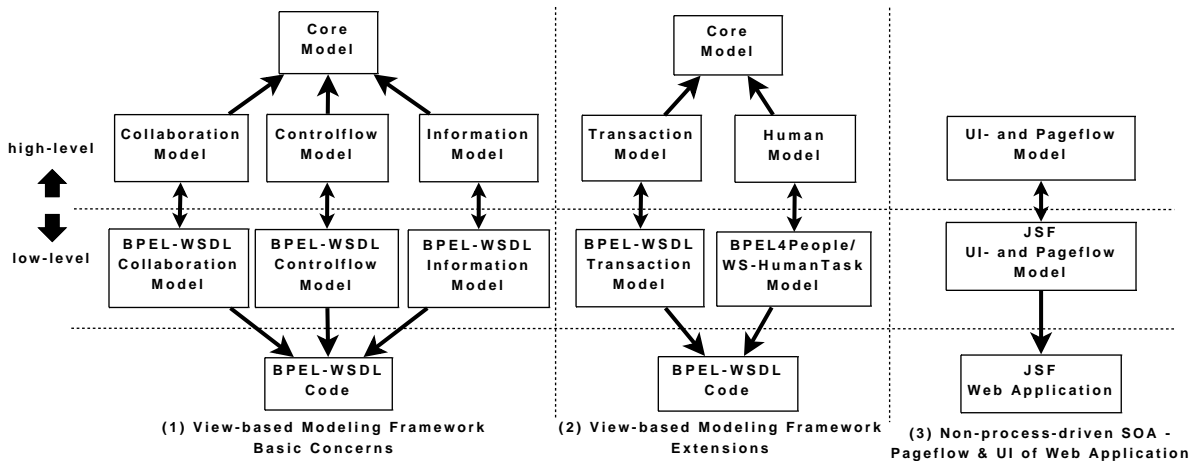 Core
Model
Collaboration
Model
Controlflow
Model
Information
Model
high-level
low-level
BPEL-WSDL
Collaboration
Model
BPEL-WSDL
Controlflow
Model
BPEL-WSDL
Information
Model
BPEL-WSDL
Code
(1) View-based Modeling Framework
Basic Concerns
Core
Model
Transaction
Model
Human
Model
BPEL-WSDL
Transaction
Model
BPEL4People/
WS-HumanTask
Model
BPEL-WSDL
Code
(2) View-based Modeling Framework
Extensions
UI- and Pageflow
Model
JSF
UI- and Pageflow
Model
JSF
Web Application
(3) Non-process-driven SOA -
Pageflow & UI of Web Application